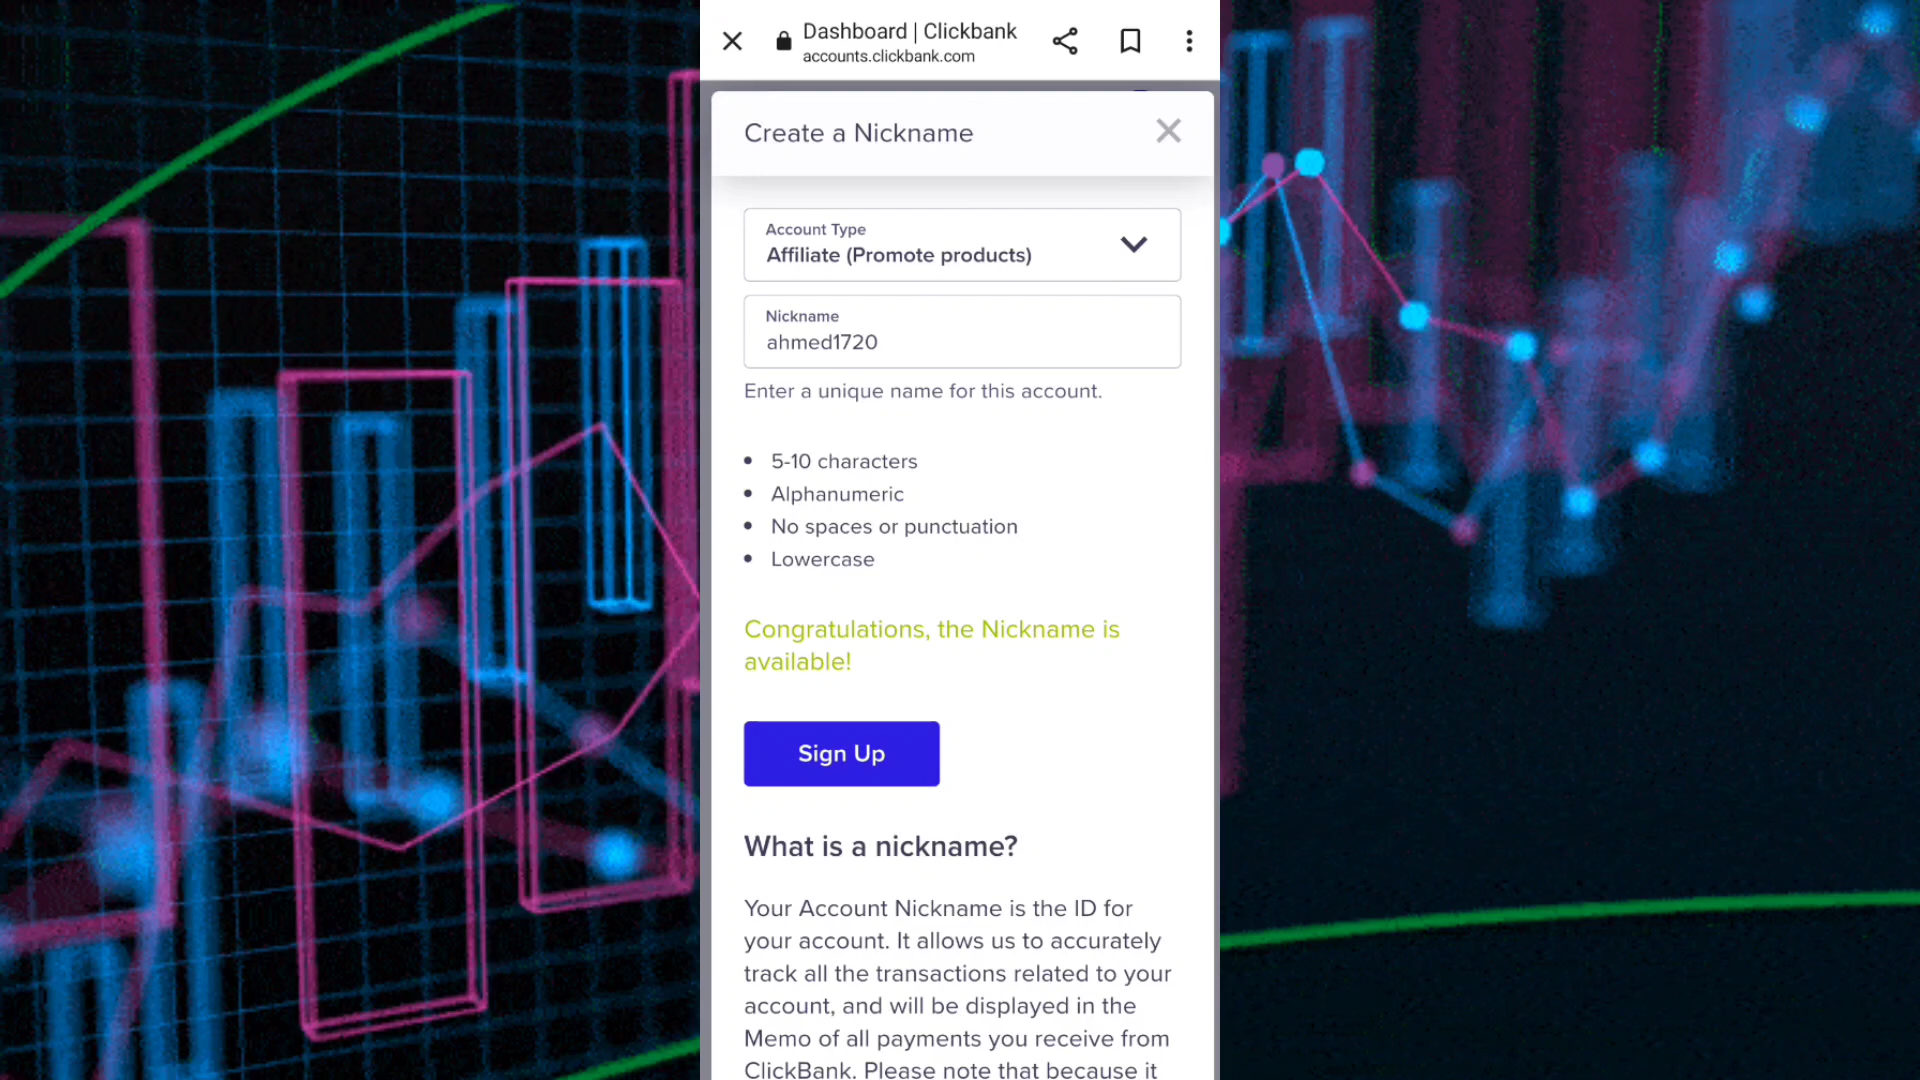 Dashboard | Clickbank
accounts.clickbank.com
Create a Nickname
Account Type
Affiliate (Promote products)
Nickname
ahmed1720
Enter a unique name for this account.
• 5-10 characters
• Alphanumeric
• No spaces or punctuation
• Lowercase
Congratulations, the Nickname is
available!
Sign Up
What is a nickname?
Your Account Nickname is the ID for
your account. It allows us to accurately
track all the transactions related to your
account, and will be displayed in the
Memo of all payments you receive from
ClickBank. Please note that because it